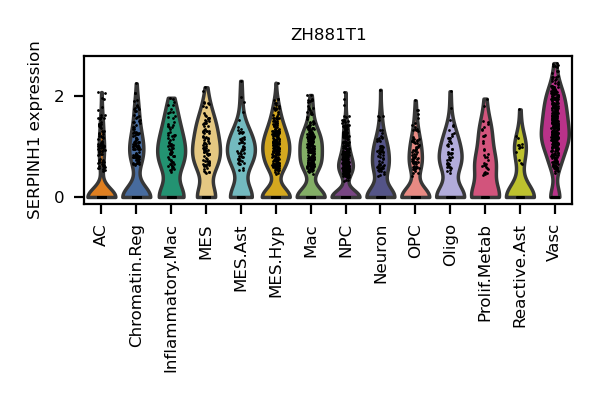 ZH881T1
SERPINH1 expression
2
0
AC
Chromatin.Reg
Inflammatory.Mac
MES
MES.Ast
MES.Hyp
Mac
NPC
Neuron
OPC
Oligo
Prolif.Metab
Reactive.Ast
Vasc